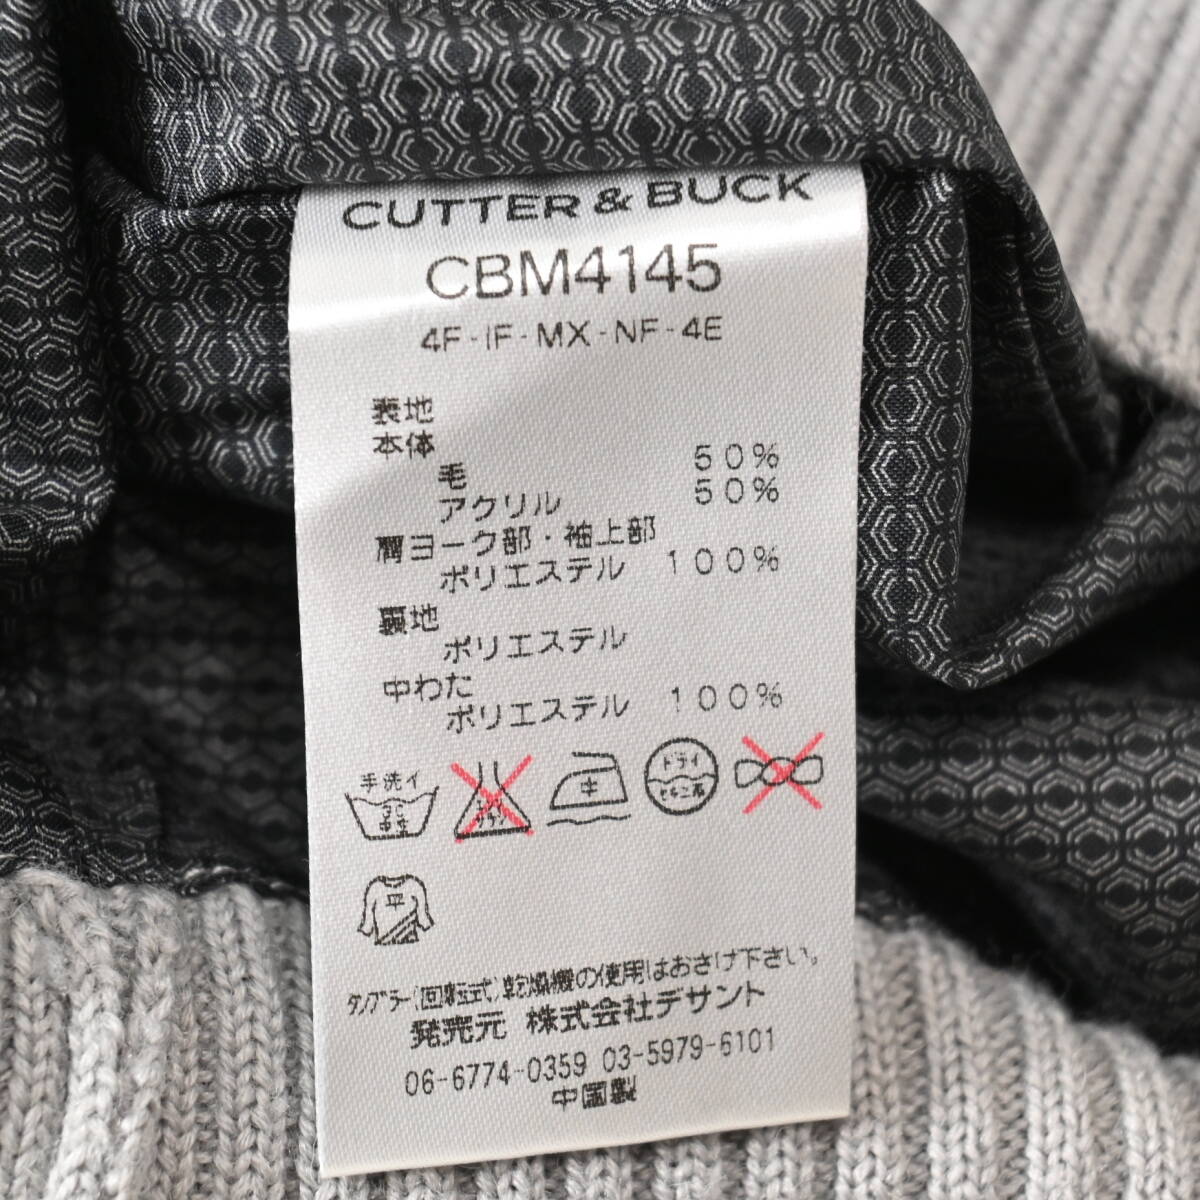 CUTTER & BUCK
CBM4145
4F-IF-MX-NF-4E
表地
本体
毛 50%
アクリル 50%
肩ヨーク部・袖上部
ポリエステル 100%
裏地
ポリエステル
中わた
ポリエステル 100%
手洗イ 中 ドライ
平
タンブラー(回転式)乾燥機の使用はおさけ下さい。
発売元 株式会社デサント
06-6774-0359 03-5979-6101
中国製